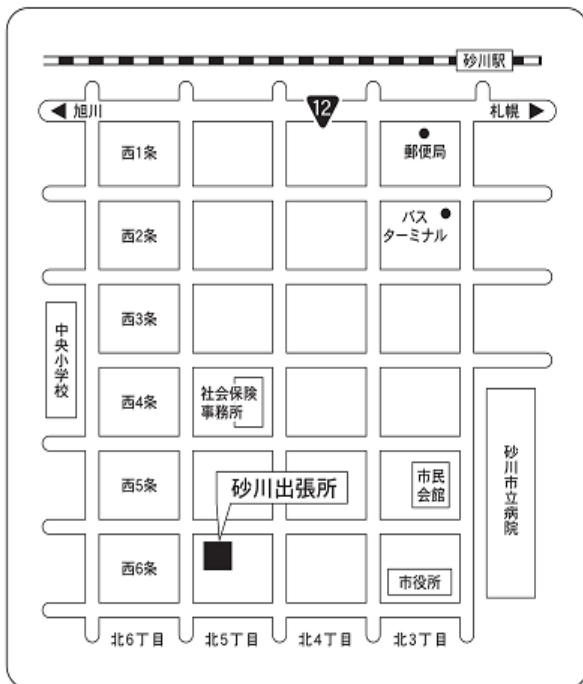 砂川駅
旭川
12
札幌
西1条
郵便局
西2条
バス
ターミナル
西3条
中央小学校
西4条
社会保険
事務所
西5条
砂川出張所
市民
会館
砂川市立病院
西6条
市役所
北6丁目
北5丁目
北4丁目
北3丁目